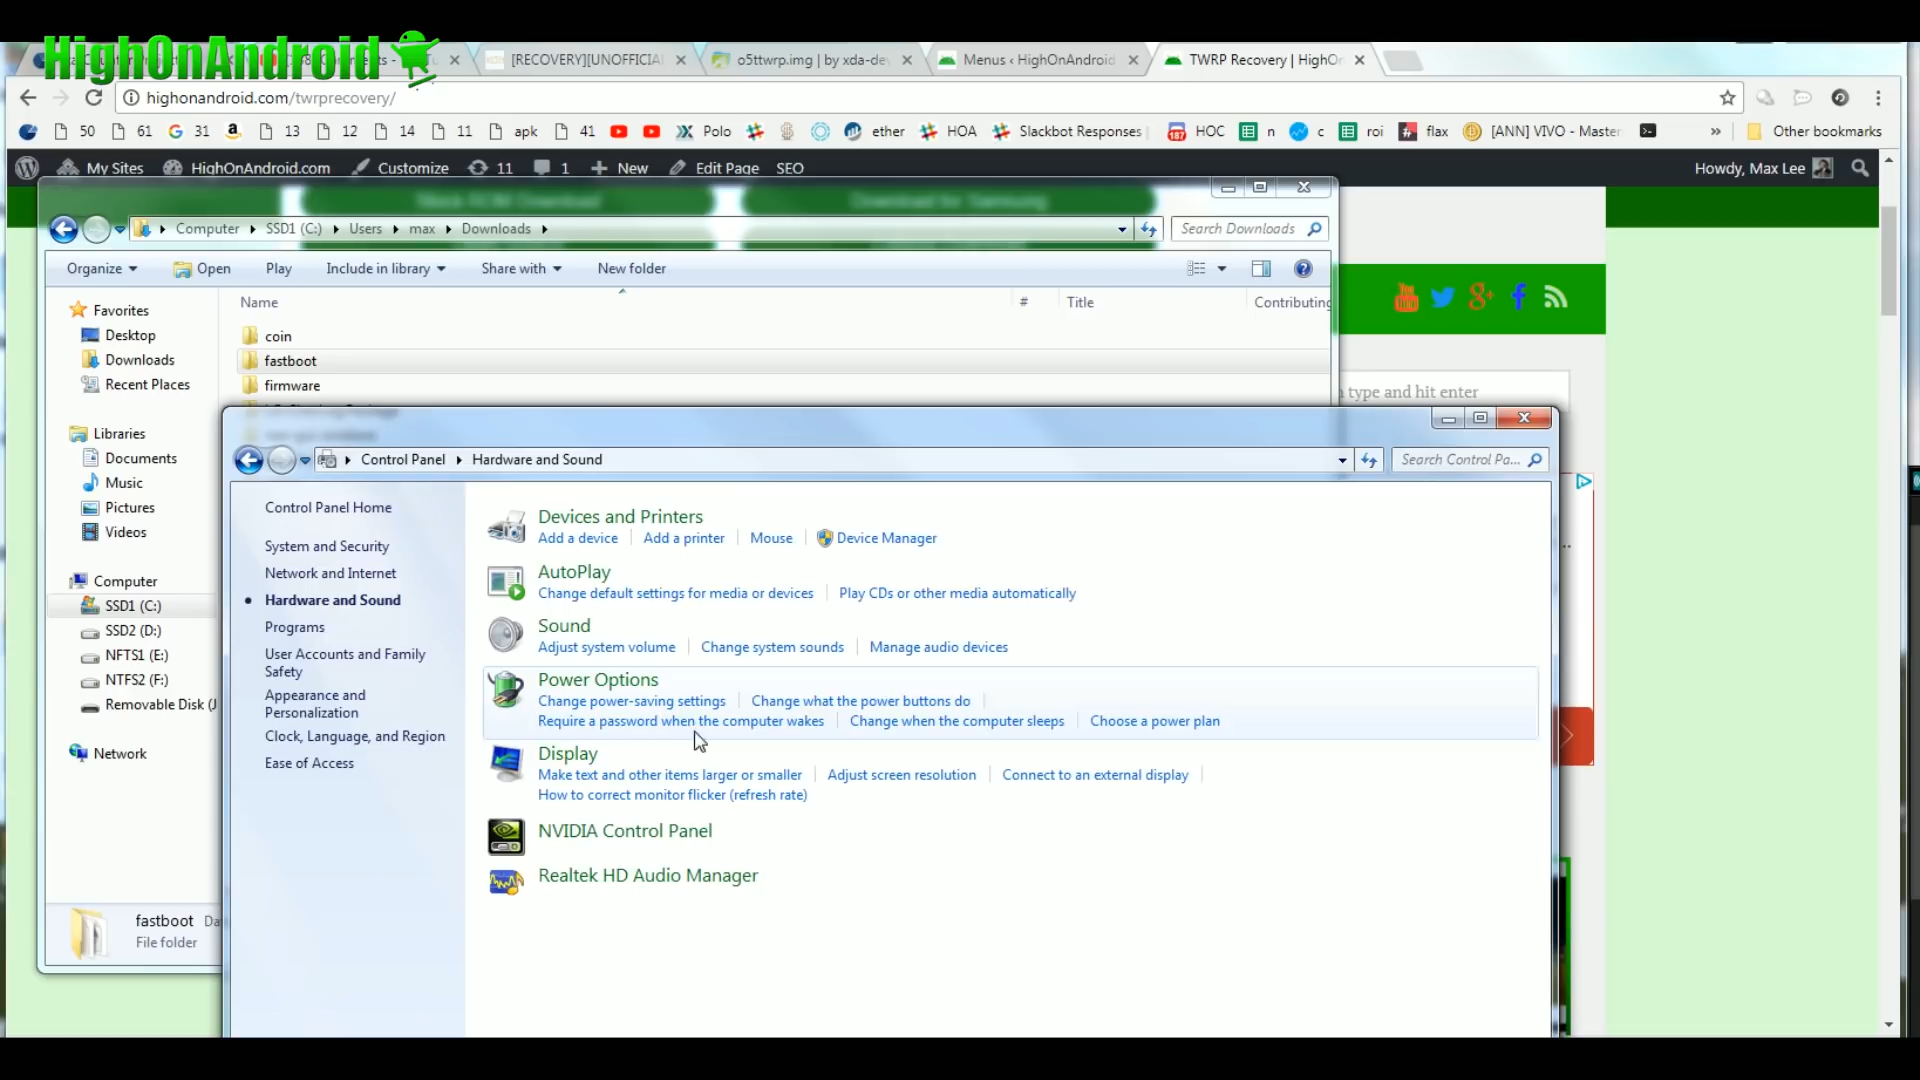 HighOnAndroid
[RECOVERY][UNOFFICIA
o5ttwrp.img | by xda-de
Menus ‹ HighOnAndroid
TWRP Recovery | HighOn
highonandroid.com/twrprecovery/
50 61 31 13 12 14 11 apk 41 Polo ether HOA Slackbot Responses HOC n c roi flax [ANN] VIVO - Master » Other bookmarks
My Sites HighOnAndroid.com Customize 11 1 New Edit Page SEO Howdy, Max Lee
Stock ROM Download Download for Samsung
Computer SSD1 (C:) Users max Downloads Search Downloads
Organize Open Play Include in library Share with New folder
Name # Title Contributing
Favorites
Desktop
Downloads
Recent Places
Libraries
Documents
Music
Pictures
Videos
Computer
SSD1 (C:)
SSD2 (D:)
NFTS1 (E:)
NTFS2 (F:)
Removable Disk (J
Network
coin
fastboot
firmware
type and hit enter
fastboot Da
File folder
Control Panel Hardware and Sound Search Control Pa...
Control Panel Home
System and Security
Network and Internet
Hardware and Sound
Programs
User Accounts and Family
Safety
Appearance and
Personalization
Clock, Language, and Region
Ease of Access
Devices and Printers
Add a device Add a printer Mouse Device Manager
AutoPlay
Change default settings for media or devices Play CDs or other media automatically
Sound
Adjust system volume Change system sounds Manage audio devices
Power Options
Change power-saving settings Change what the power buttons do
Require a password when the computer wakes Change when the computer sleeps Choose a power plan
Display
Make text and other items larger or smaller Adjust screen resolution Connect to an external display
How to correct monitor flicker (refresh rate)
NVIDIA Control Panel
Realtek HD Audio Manager